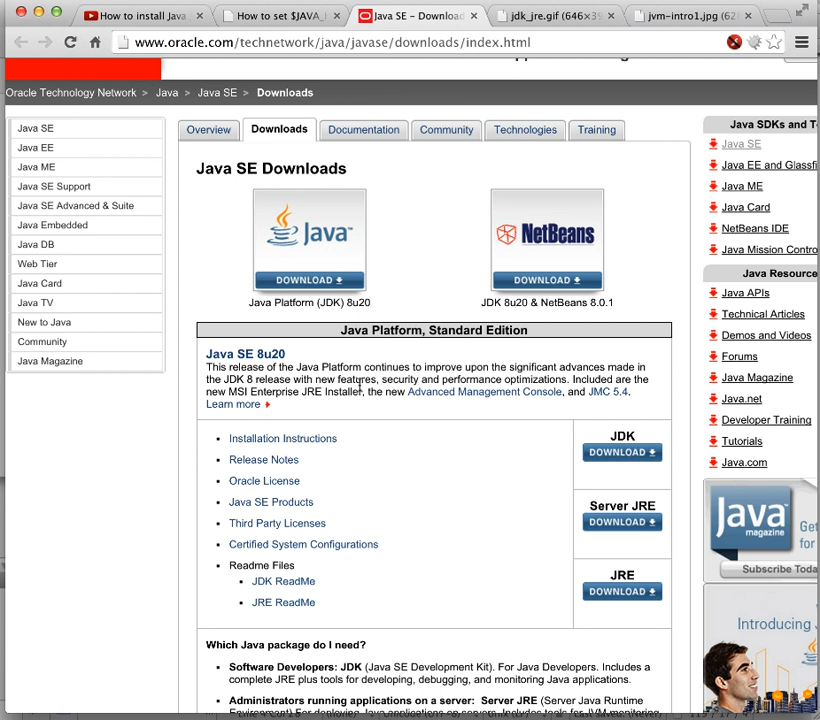 How to install Java
How to set $JAVA_H
Java SE - Download
jdk_jre.gif (646×39
jvm-intro1.jpg (62
www.oracle.com/technetwork/java/javase/downloads/index.html
Oracle Technology Network > Java > Java SE > Downloads
Java SE
Java EE
Java ME
Java SE Support
Java SE Advanced & Suite
Java Embedded
Java DB
Web Tier
Java Card
Java TV
New to Java
Community
Java Magazine
Overview
Downloads
Documentation
Community
Technologies
Training
Java SE Downloads
Java™
DOWNLOAD
Java Platform (JDK) 8u20
NetBeans
DOWNLOAD
JDK 8u20 & NetBeans 8.0.1
Java Platform, Standard Edition
Java SE 8u20
This release of the Java Platform continues to improve upon the significant advances made in
the JDK 8 release with new features, security and performance optimizations. Included are the
new MSI Enterprise JRE Installer, the new Advanced Management Console, and JMC 5.4.
Learn more
Installation Instructions
Release Notes
Oracle License
Java SE Products
Third Party Licenses
Certified System Configurations
Readme Files
JDK ReadMe
JRE ReadMe
JDK
DOWNLOAD
Server JRE
DOWNLOAD
JRE
DOWNLOAD
Which Java package do I need?
Software Developers: JDK (Java SE Development Kit). For Java Developers. Includes a
complete JRE plus tools for developing, debugging, and monitoring Java applications.
Administrators running applications on a server: Server JRE (Server Java Runtime
Java SDKs and T
Java SE
Java EE and Glassfi
Java ME
Java Card
NetBeans IDE
Java Mission Contro
Java Resource
Java APIs
Technical Articles
Demos and Videos
Forums
Java Magazine
Java.net
Developer Training
Tutorials
Java.com
Java
magazine
Get
for
Subscribe Toda
Introducing J